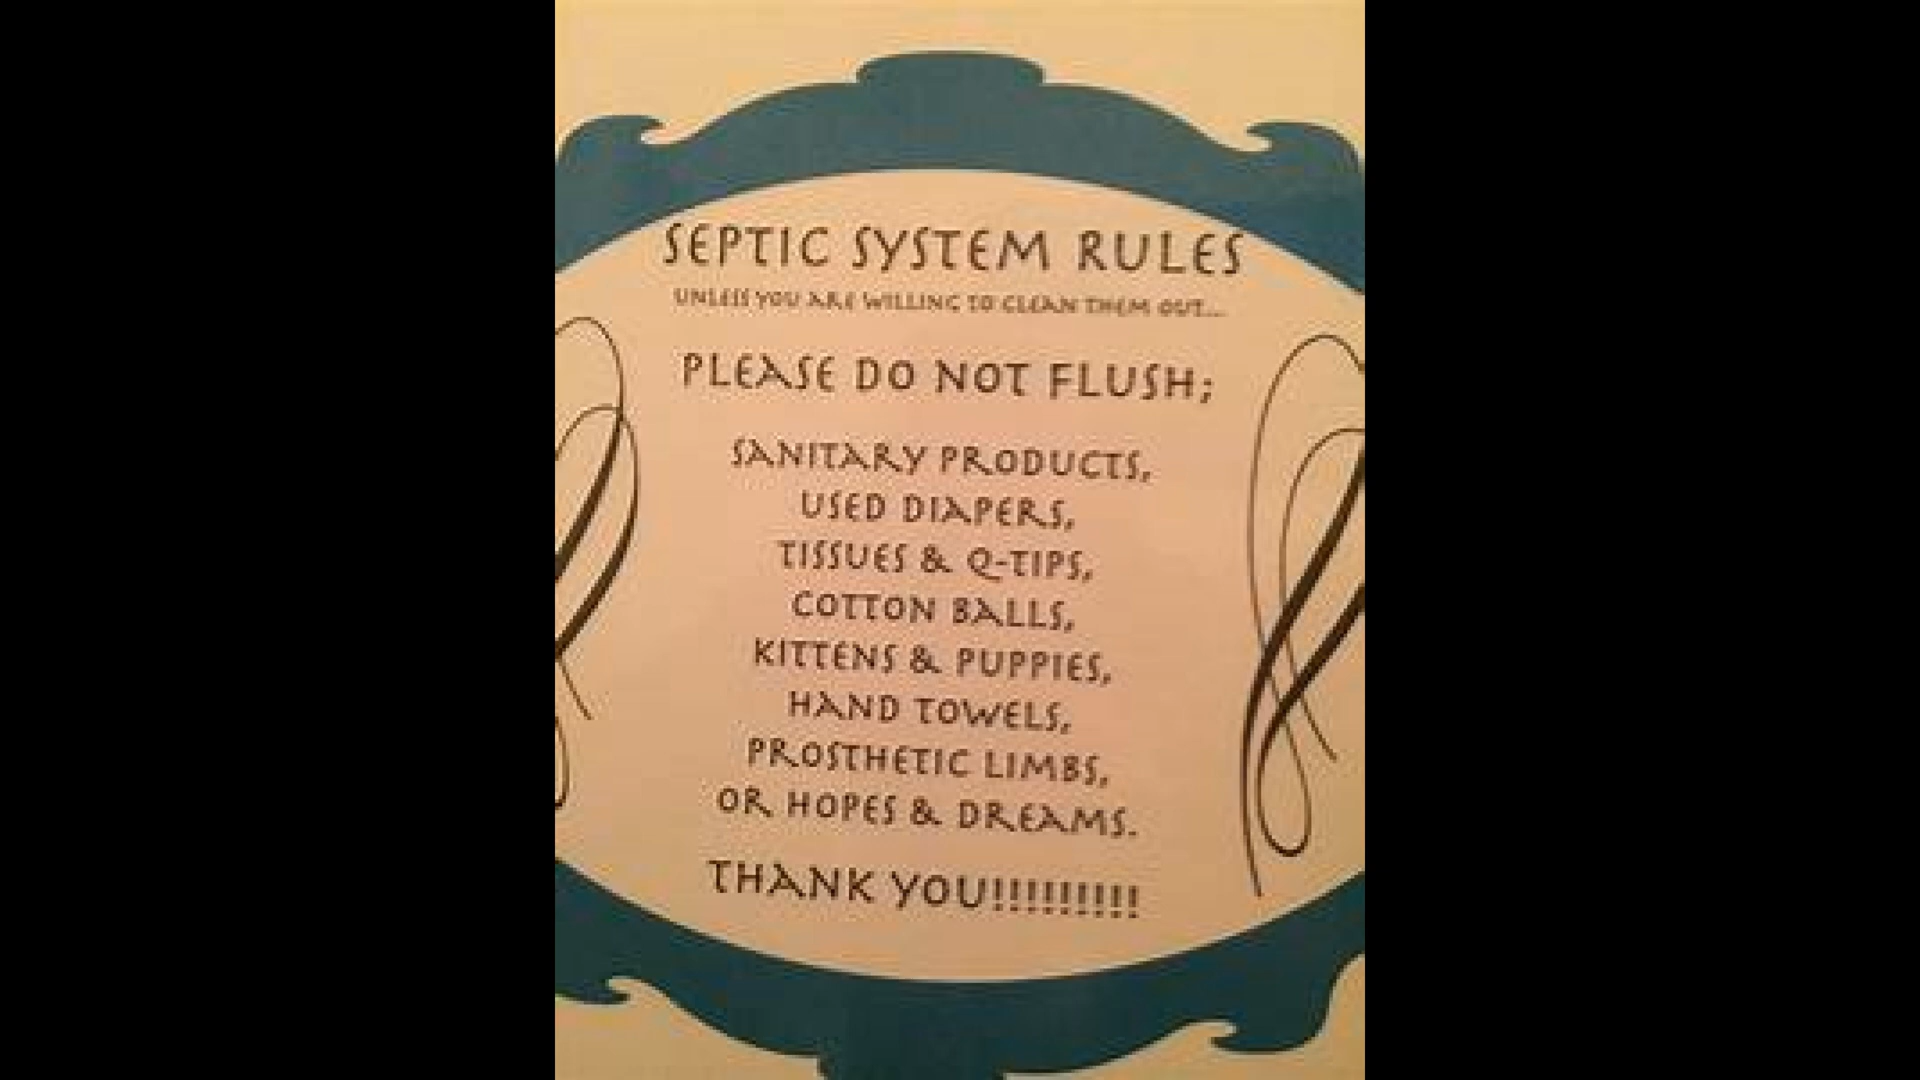 SEPTIC SYSTEM RULES
UNLESS YOU ARE WILLING TO CLEAN THEM OUT...
PLEASE DO NOT FLUSH;
SANITARY PRODUCTS,
USED DIAPERS,
TISSUES & Q-TIPS,
COTTON BALLS,
KITTENS & PUPPIES,
HAND TOWELS,
PROSTHETIC LIMBS,
OR HOPES & DREAMS.
THANK YOU!!!!!!!!!